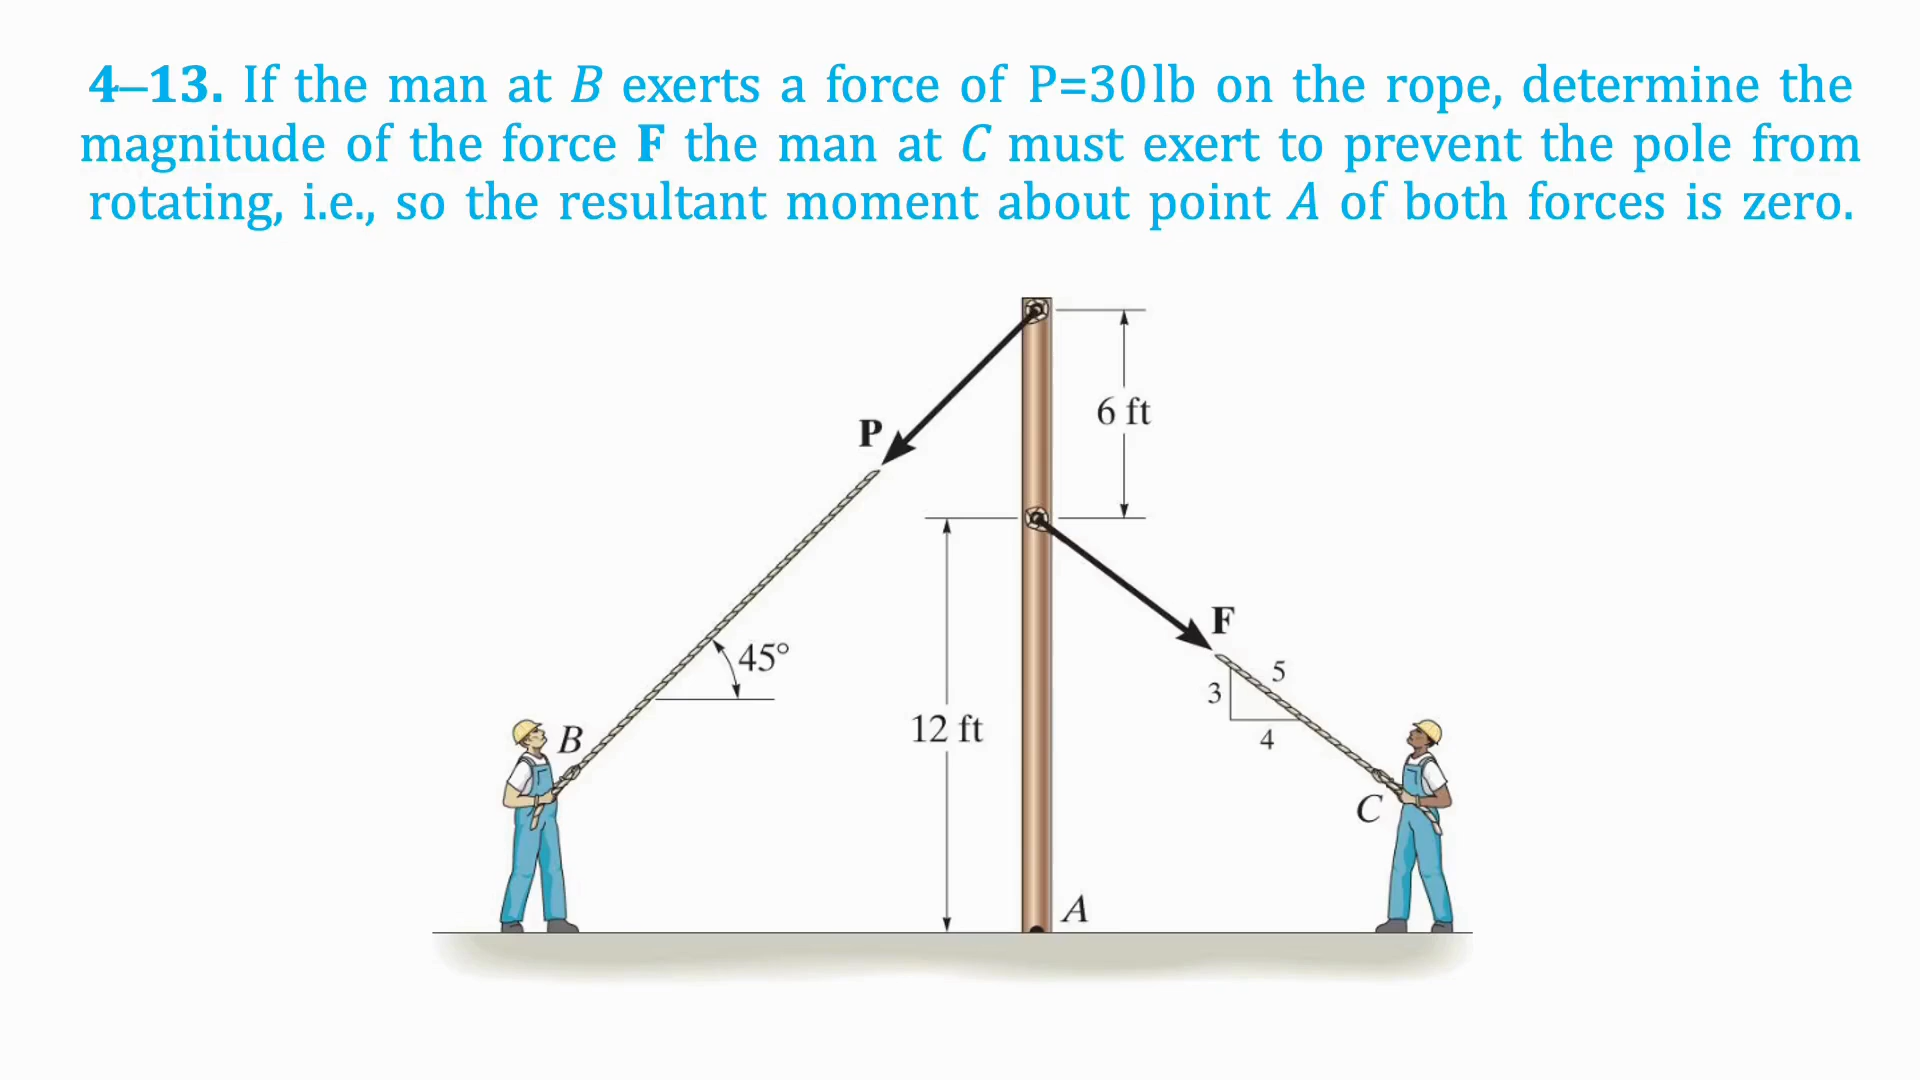 4–13. If the man at B exerts a force of P=30lb on the rope, determine the
magnitude of the force F the man at C must exert to prevent the pole from
rotating, i.e., so the resultant moment about point A of both forces is zero.
6 ft
P
F
5
3
4
45°
12 ft
B
C
A